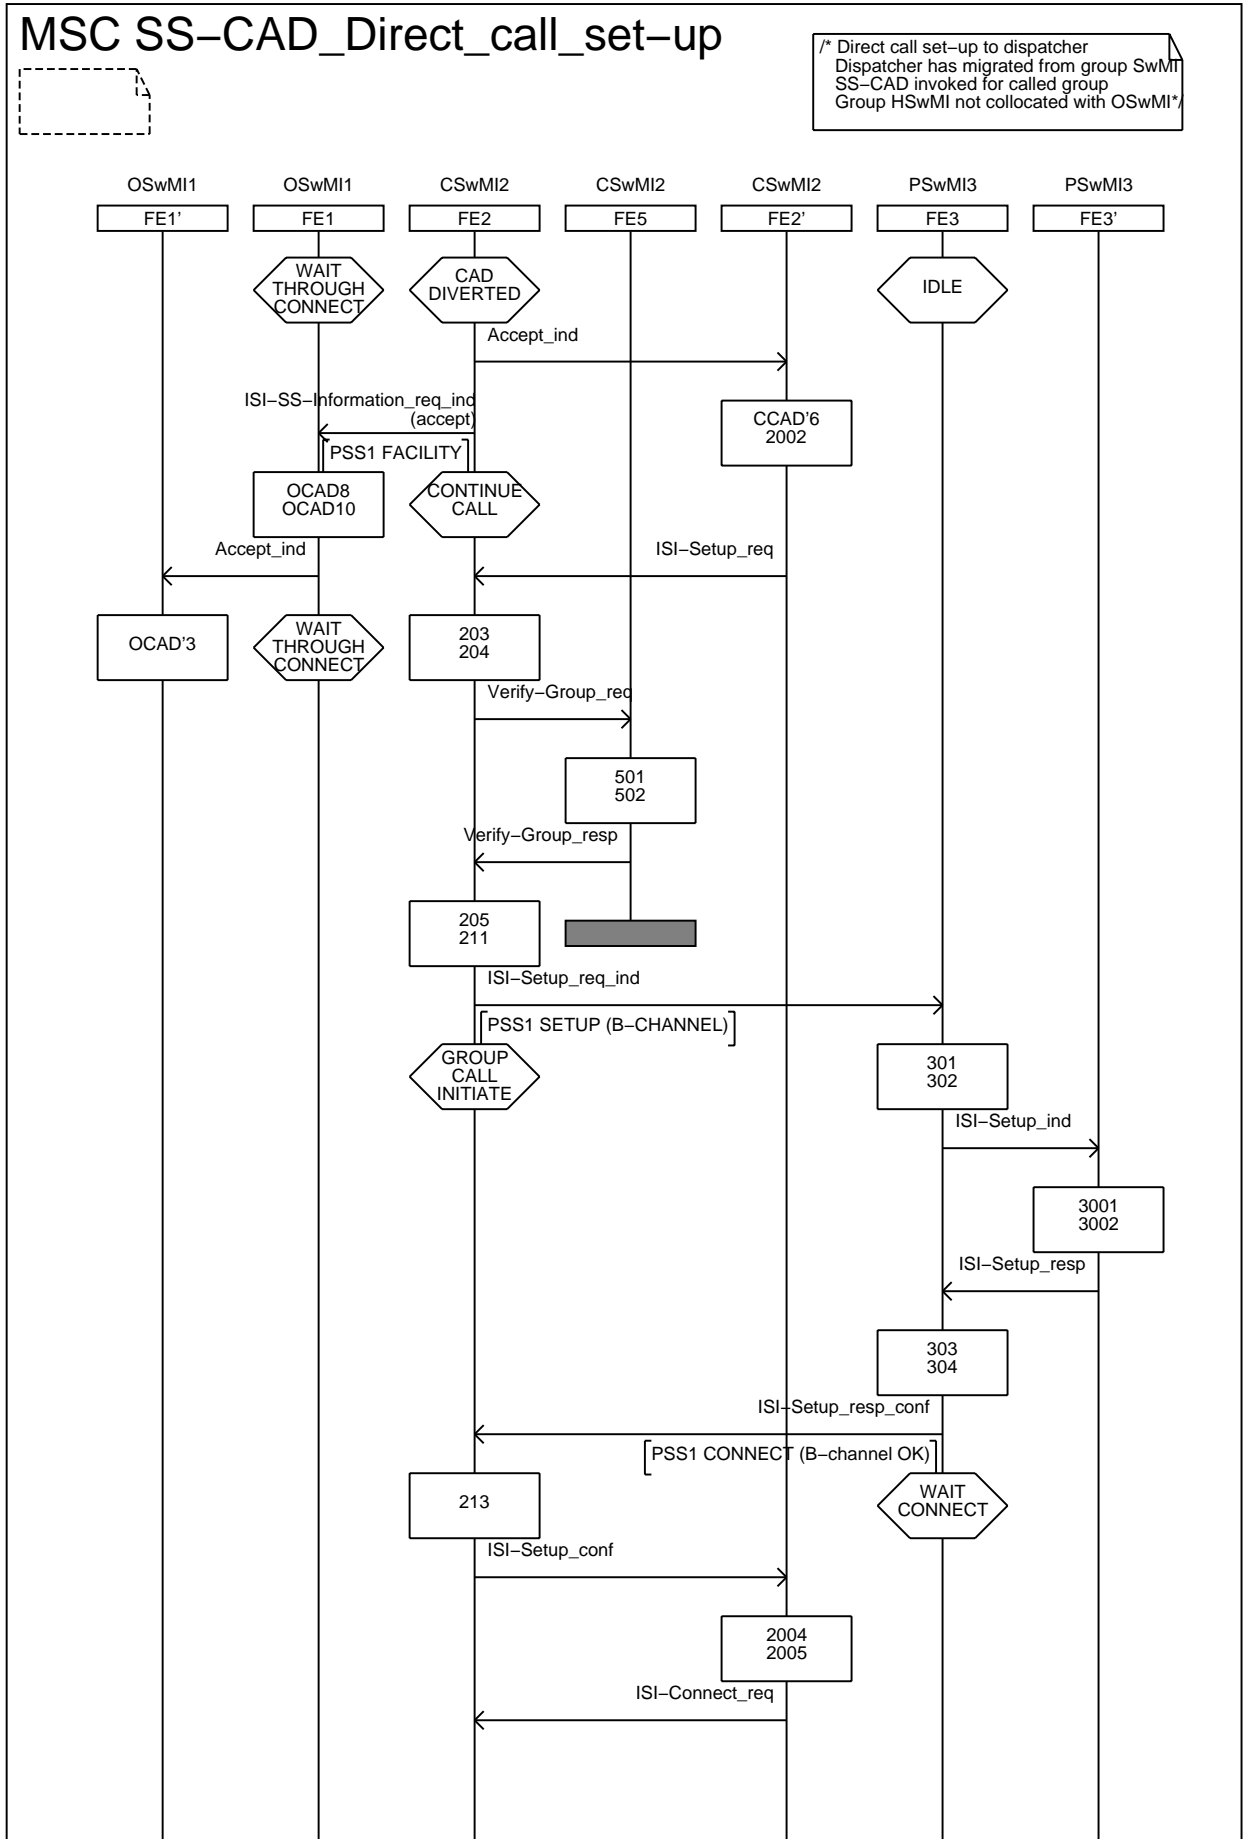 MSC SS−CAD_Direct_call_set−up
/* Direct call set−up to dispatcher
Dispatcher has migrated from group SwMI
SS−CAD invoked for called group
Group HSwMI not collocated with OSwMI*/
OSwMI1 OSwMI1 CSwMI2 CSwMI2 CSwMI2 PSwMI3 PSwMI3
FE1' FE1 FE2 FE5 FE2' FE3 FE3'
WAIT
THROUGH
CONNECT
CAD
DIVERTED
IDLE
Accept_ind
ISI−SS−Information_req_ind
(accept)
CCAD'6
2002
PSS1 FACILITY
OCAD8
OCAD10
CONTINUE
CALL
Accept_ind
ISI−Setup_req
OCAD'3
WAIT
THROUGH
CONNECT
203
204
Verify−Group_req
501
502
Verify−Group_resp
205
211
ISI−Setup_req_ind
PSS1 SETUP (B−CHANNEL)
GROUP
CALL
INITIATE
301
302
ISI−Setup_ind
3001
3002
ISI−Setup_resp
303
304
ISI−Setup_resp_conf
PSS1 CONNECT (B−channel OK)
213
WAIT
CONNECT
ISI−Setup_conf
2004
2005
ISI−Connect_req